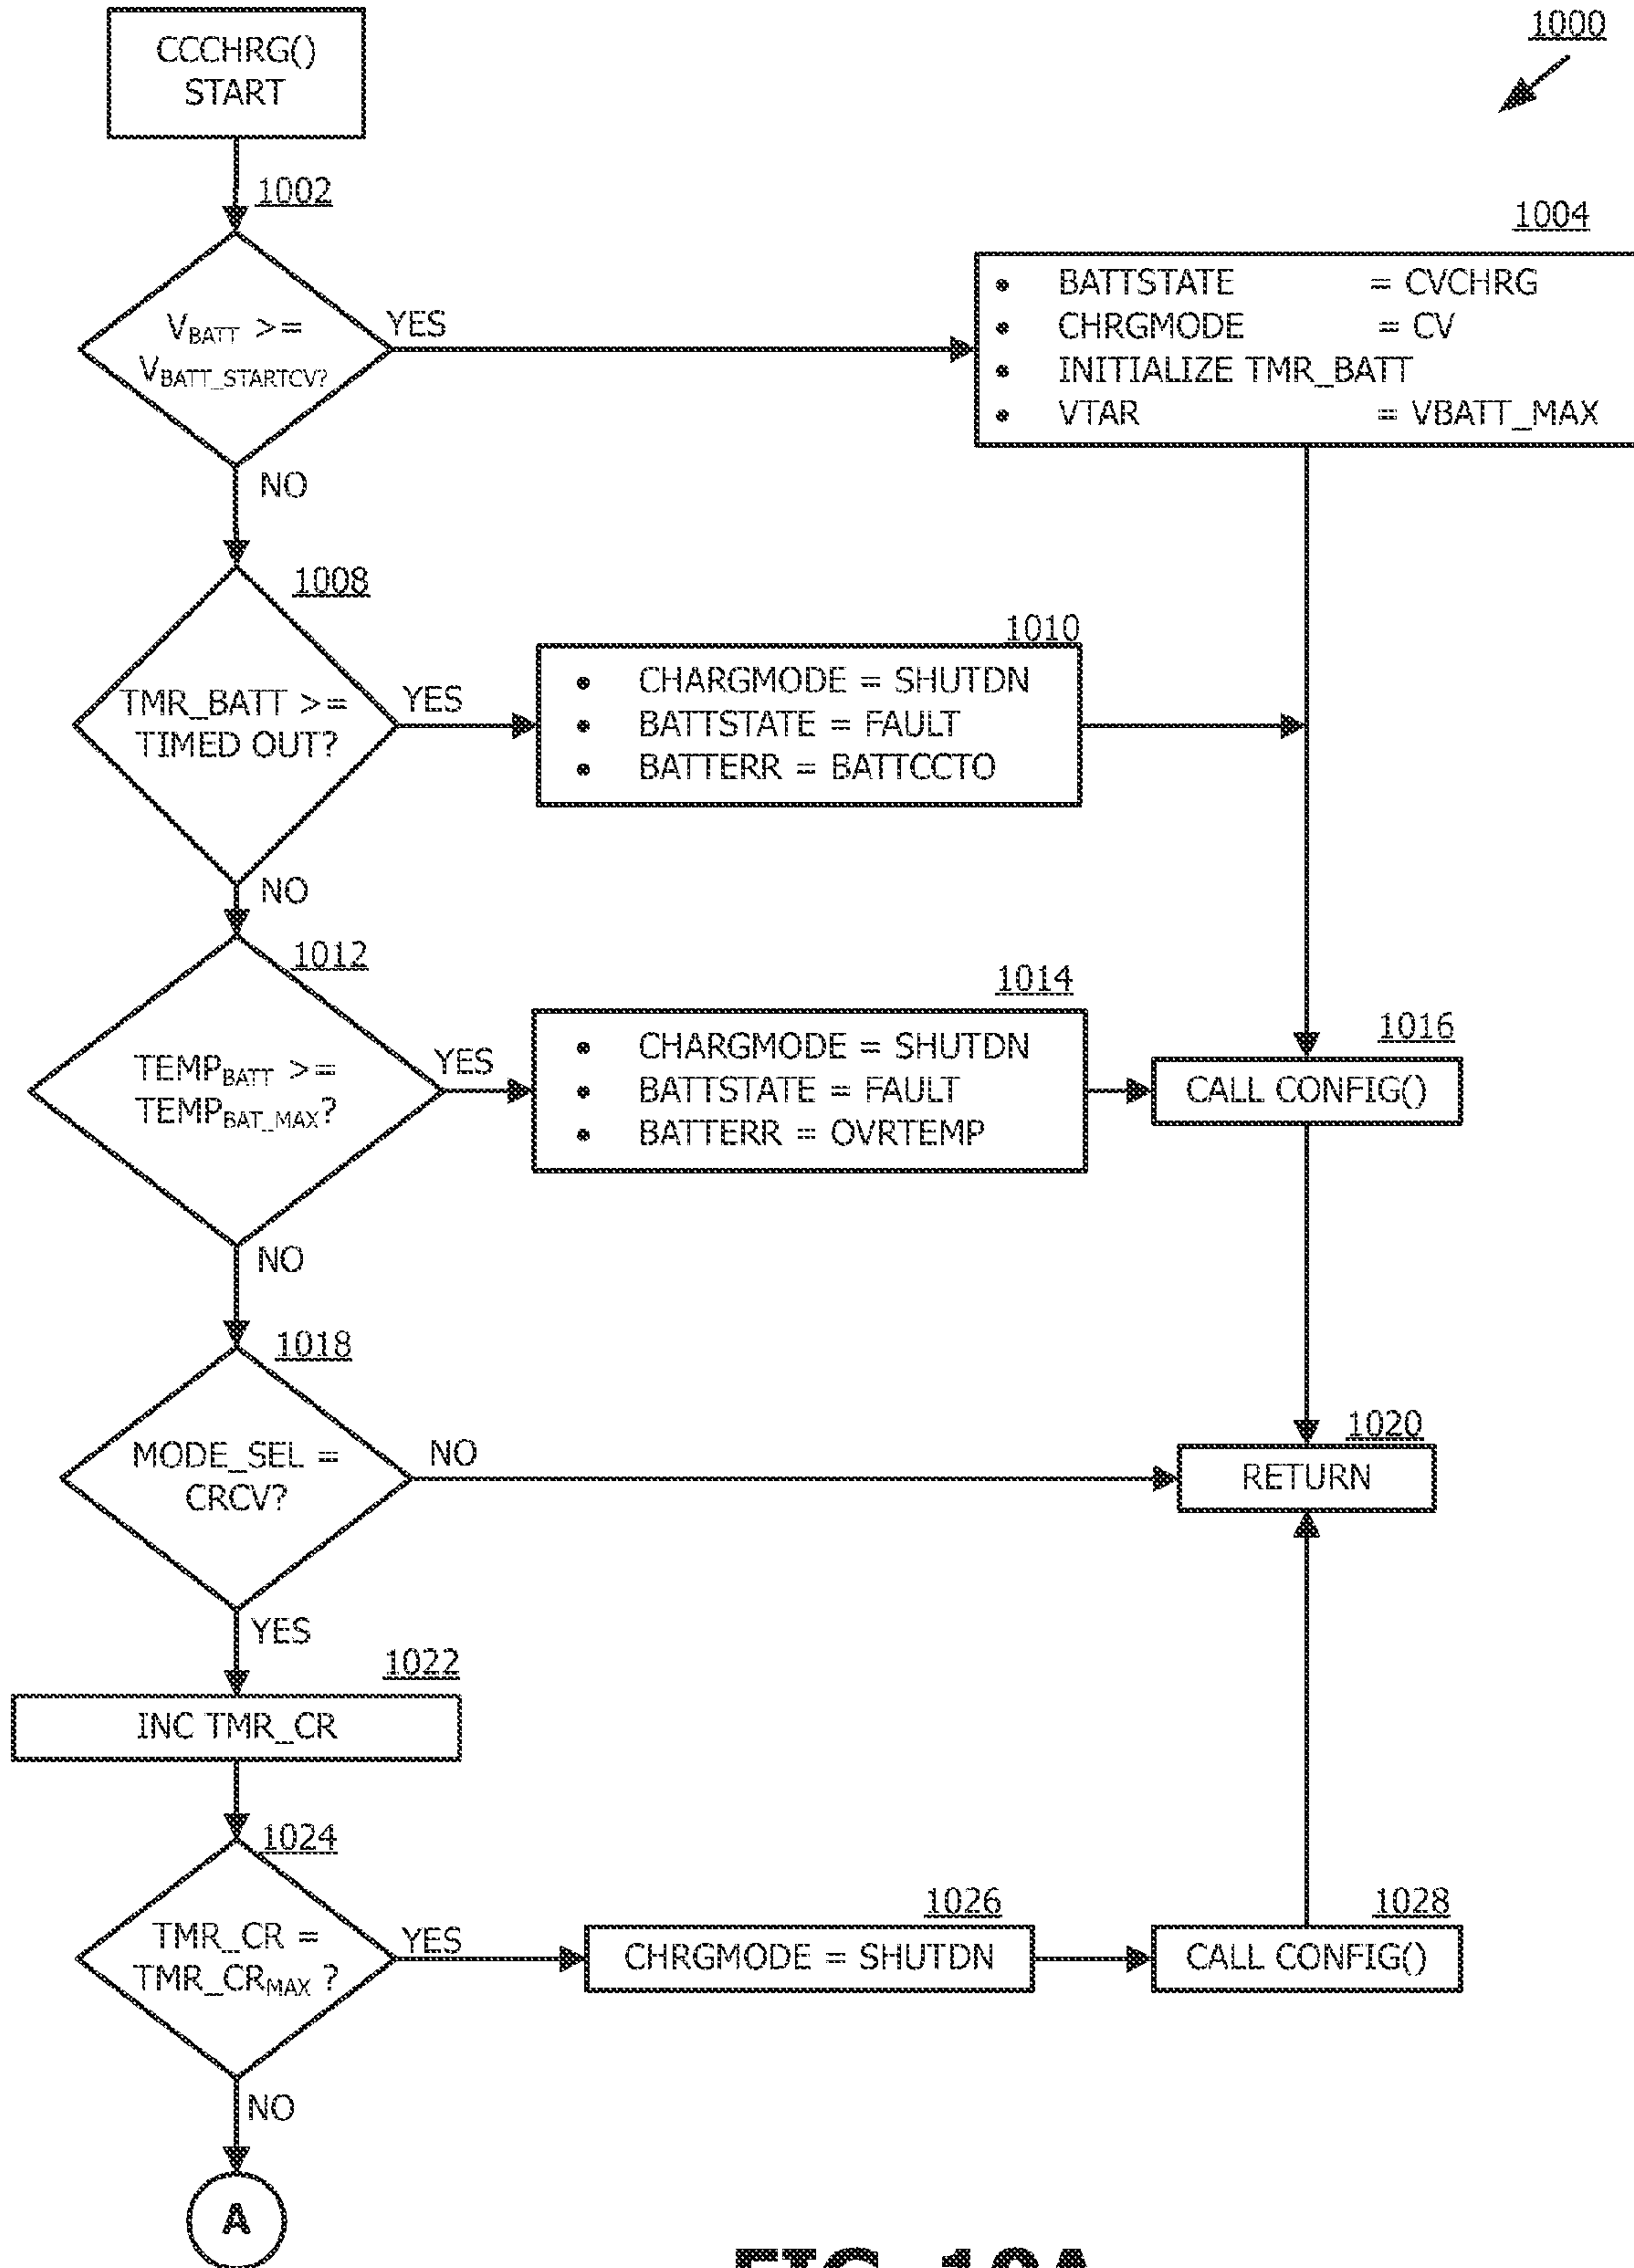 1000
CCCHRG()
START
1002
1004
VBATT >=
VBATT_STARTCV?
YES
• BATTSTATE = CVCHRG
• CHRGMODE = CV
• INITIALIZE TMR_BATT
• VTAR = VBATT_MAX
NO
1008
TMR_BATT >=
TIMED OUT?
YES
1010
• CHARGMODE = SHUTDN
• BATTSTATE = FAULT
• BATTERR = BATTCCTO
NO
1012
TEMPBATT >=
TEMPBAT_MAX?
YES
1014
• CHARGMODE = SHUTDN
• BATTSTATE = FAULT
• BATTERR = OVRTEMP
1016
CALL CONFIG()
NO
1018
MODE_SEL =
CRCV?
NO
1020
RETURN
YES
1022
INC TMR_CR
1024
TMR_CR =
TMR_CRMAX ?
YES
1026
CHRGMODE = SHUTDN
1028
CALL CONFIG()
NO
A
FIG. 10A